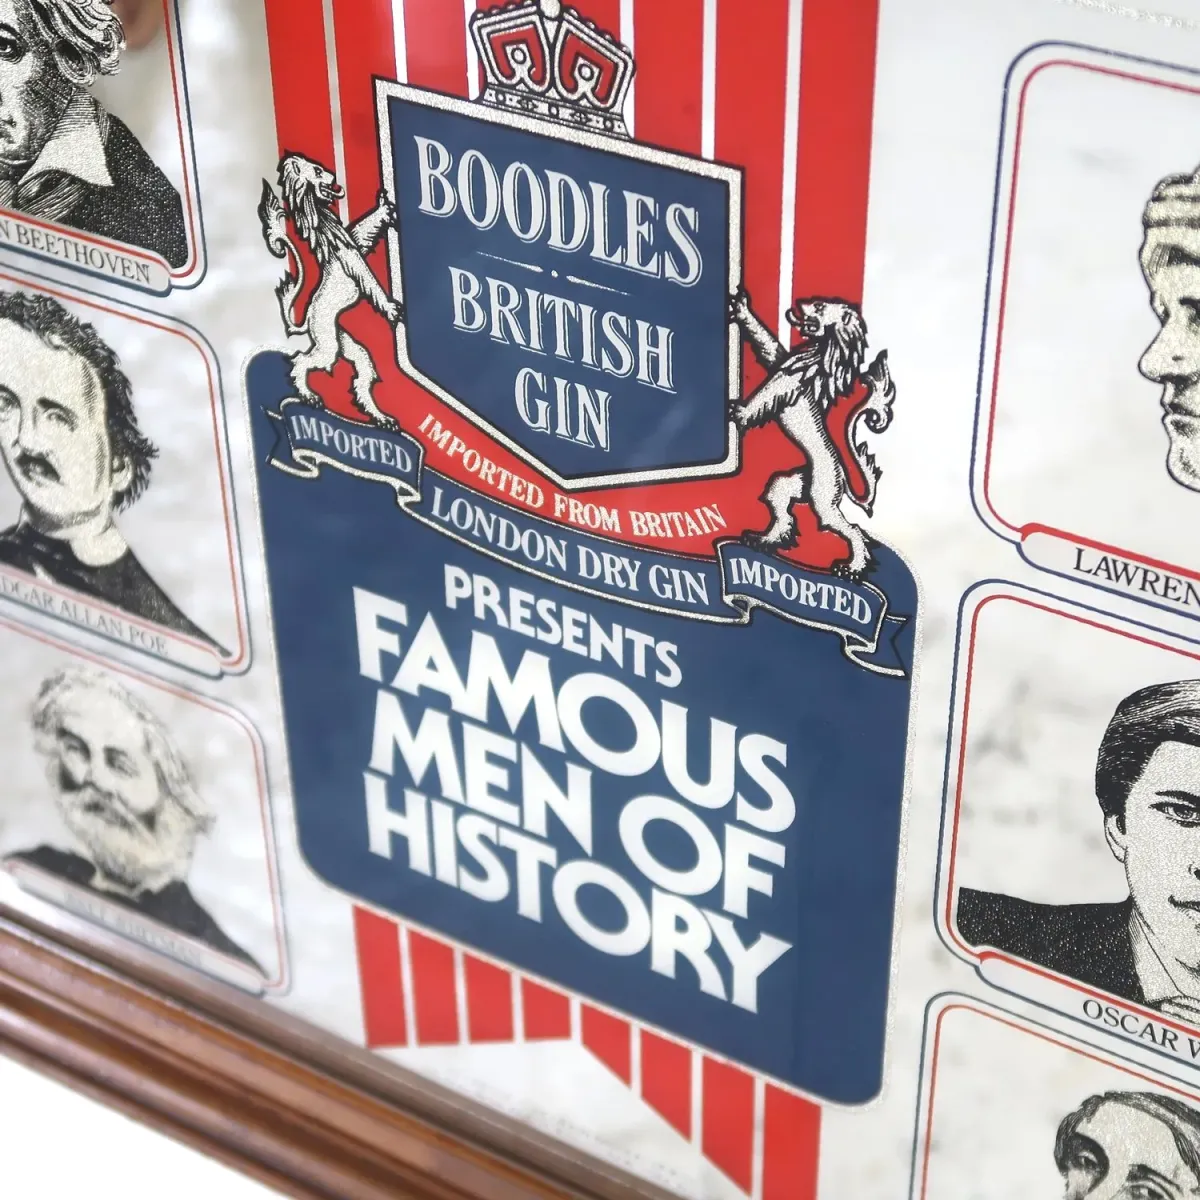 N BEETHOVEN
DGAR ALLAN POE
BOODLES
BRITISH
GIN
IMPORTED
IMPORTED FROM BRITAIN
LONDON DRY GIN
IMPORTED
PRESENTS
FAMOUS
MEN OF
HISTORY
LAWREN
OSCAR W